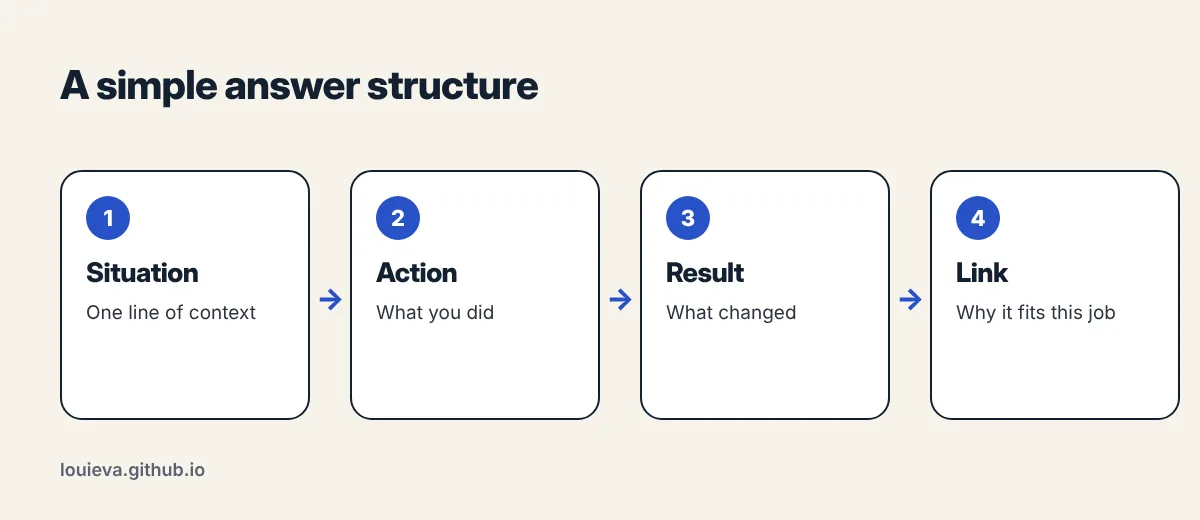 A simple answer structure
1
Situation
One line of context
→
2
Action
What you did
→
3
Result
What changed
→
4
Link
Why it fits this job
louieva.github.io